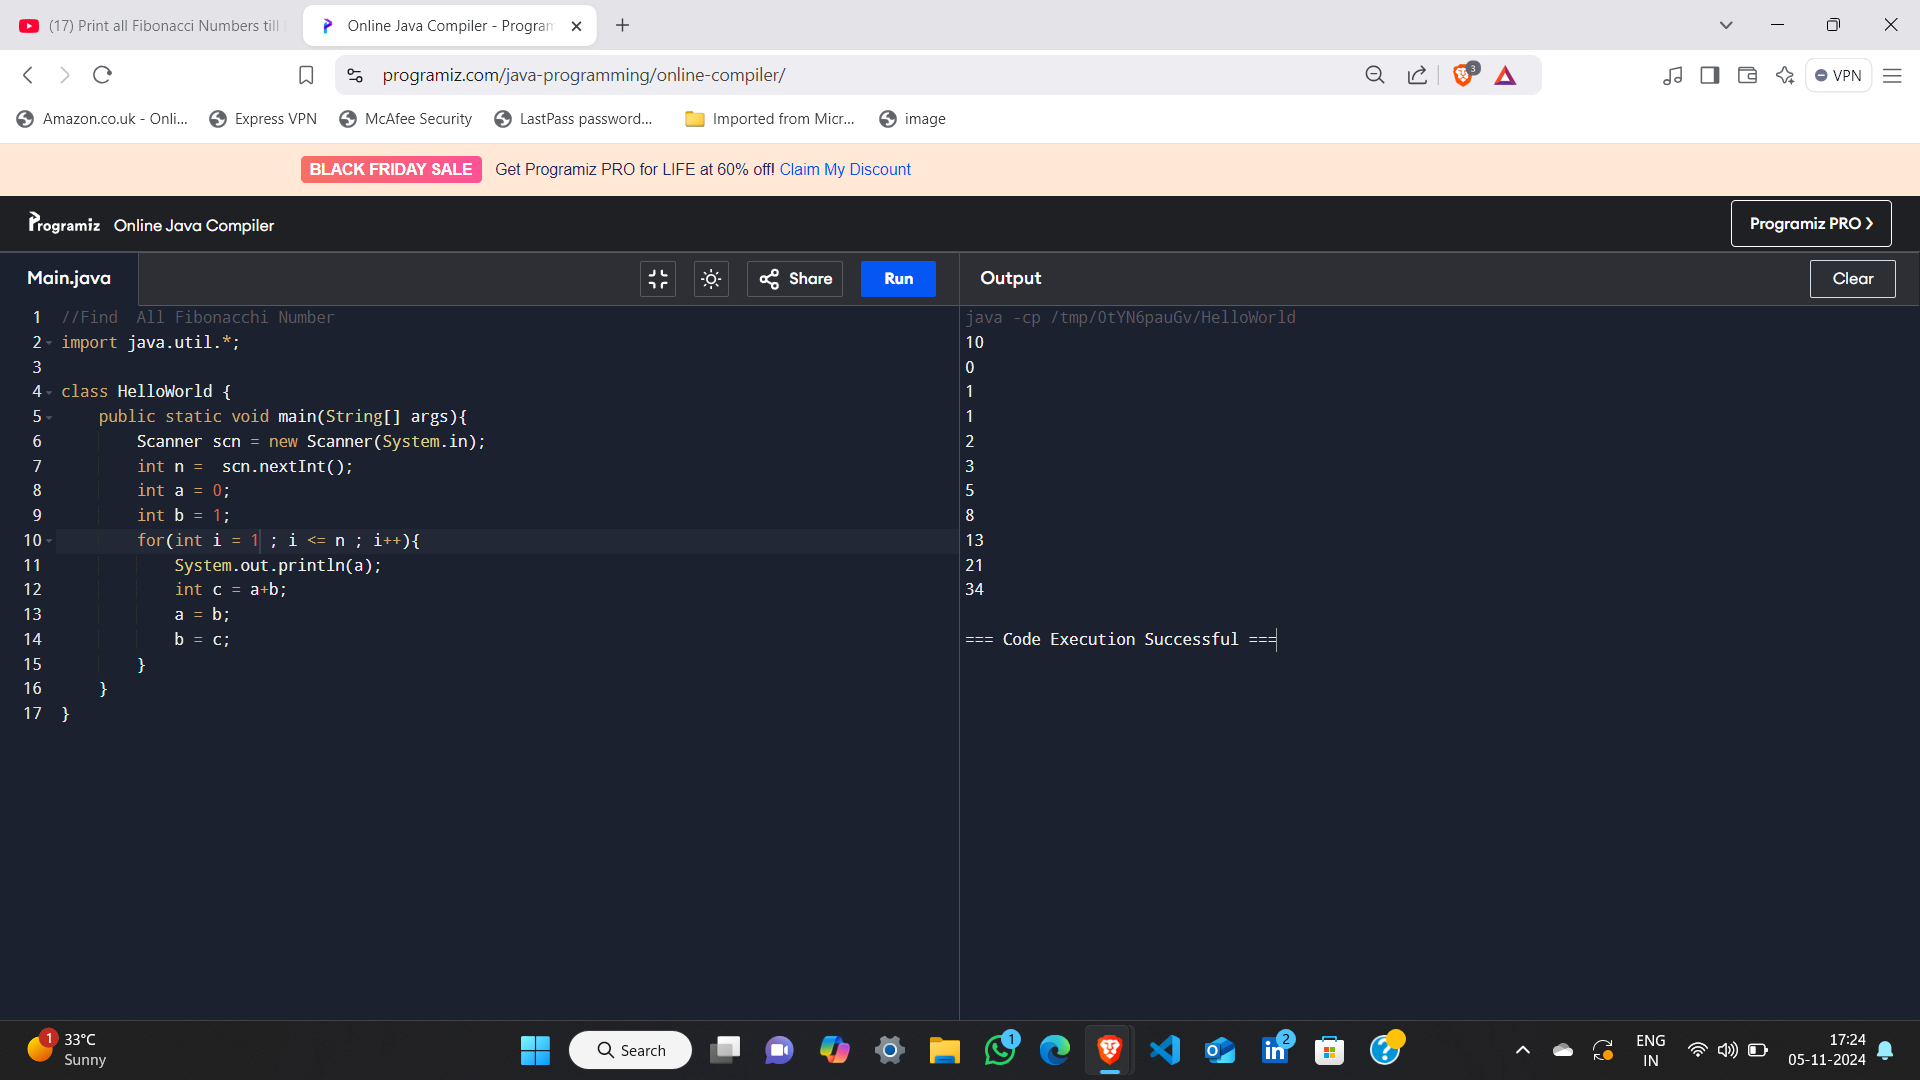 (17) Print all Fibonacci Numbers till
Online Java Compiler - Program
programiz.com/java-programming/online-compiler/
3
VPN
Amazon.co.uk - Onli...
Express VPN
McAfee Security
LastPass password...
Imported from Micr...
image
BLACK FRIDAY SALE Get Programiz PRO for LIFE at 60% off! Claim My Discount
Programiz Online Java Compiler
Programiz PRO ❯
Main.java
Share
Run
Output
Clear
1 //Find  All Fibonacchi Number
2 import java.util.*;
3
4 class HelloWorld {
5     public static void main(String[] args){
6         Scanner scn = new Scanner(System.in);
7         int n =  scn.nextInt();
8         int a = 0;
9         int b = 1;
10         for(int i = 1 ; i <= n ; i++){
11             System.out.println(a);
12             int c = a+b;
13             a = b;
14             b = c;
15         }
16     }
17 }
java -cp /tmp/0tYN6pauGv/HelloWorld
10
0
1
1
2
3
5
8
13
21
34
=== Code Execution Successful ===
1
33°C
Sunny
Search
1
2
ENG
IN
17:24
05-11-2024